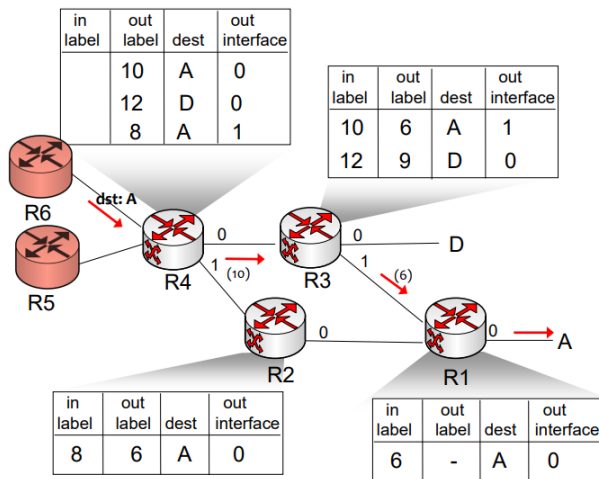 in label out label dest out interface
10 A 0
12 D 0
8 A 1
in label out label dest out interface
10 6 A 1
12 9 D 0
R6
dst: A
R5
R4
0
1
(10)
R3
0
D
1
(6)
R2
0
R1
0
A
in label out label dest out interface
8 6 A 0
in label out label dest out interface
6 - A 0